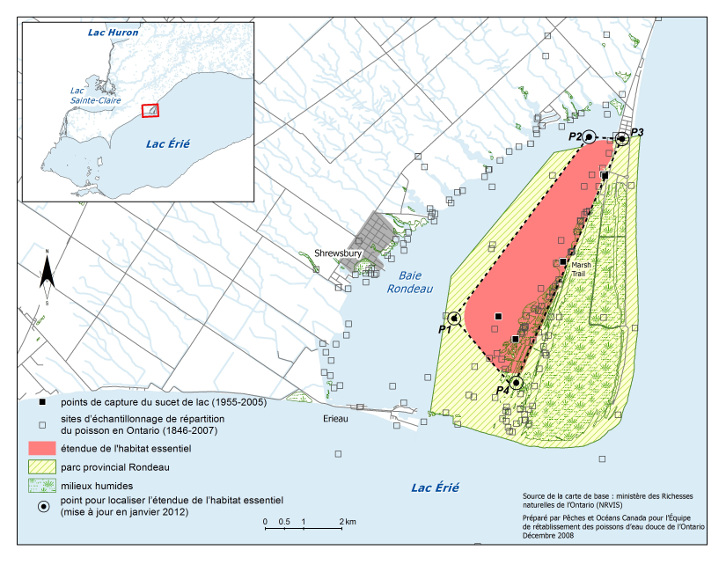 Lac Huron
Lac
Sainte-Claire
Lac Érié
P2
P3
Shrewsbury
Baie
Rondeau
Marsh
Trail
P1
P4
N
S
points de capture du sucet de lac (1955-2005)
sites d'échantillonnage de répartition
du poisson en Ontario (1846-2007)
étendue de l'habitat essentiel
parc provincial Rondeau
milieux humides
point pour localiser l'étendue de l'habitat essentiel
(mise à jour en janvier 2012)
Erieau
Lac Érié
0 0.5 1 2 km
Source de la carte de base : ministère des Richesses
naturelles de l'Ontario (NRVIS)
Préparé par Pêches et Océans Canada pour l'Équipe
de rétablissement des poissons d'eau douce de l'Ontario
Décembre 2008